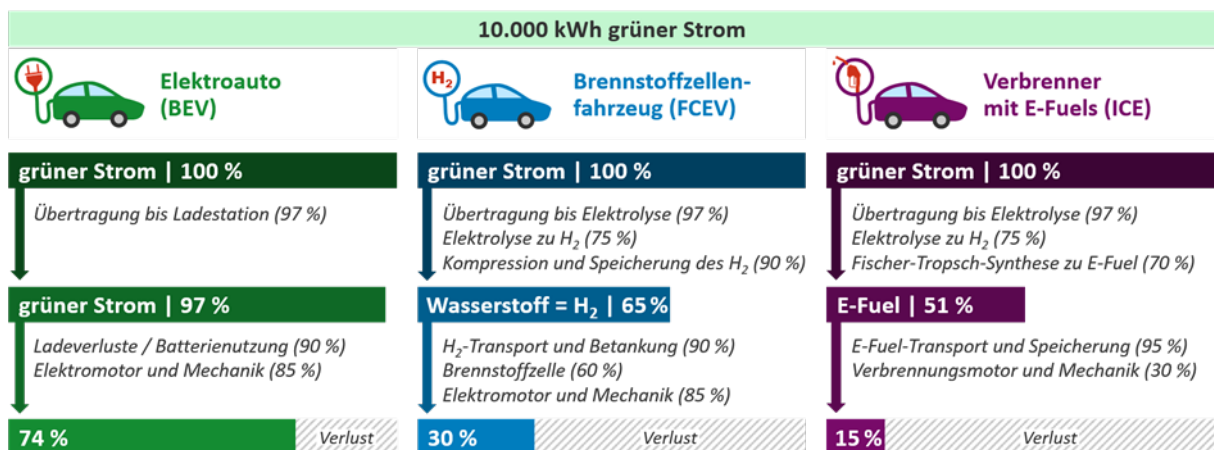 10.000 kWh grüner Strom
Elektroauto
(BEV)
grüner Strom | 100 %
Übertragung bis Ladestation (97 %)
grüner Strom | 97 %
Ladeverluste / Batterienutzung (90 %)
Elektromotor und Mechanik (85 %)
74 %
Verlust
H₂
Brennstoffzellen-
fahrzeug (FCEV)
grüner Strom | 100 %
Übertragung bis Elektrolyse (97 %)
Elektrolyse zu H₂ (75 %)
Kompression und Speicherung des H₂ (90 %)
Wasserstoff = H₂ | 65 %
H₂-Transport und Betankung (90 %)
Brennstoffzelle (60 %)
Elektromotor und Mechanik (85 %)
30 %
Verlust
Verbrenner
mit E-Fuels (ICE)
grüner Strom | 100 %
Übertragung bis Elektrolyse (97 %)
Elektrolyse zu H₂ (75 %)
Fischer-Tropsch-Synthese zu E-Fuel (70 %)
E-Fuel | 51 %
E-Fuel-Transport und Speicherung (95 %)
Verbrennungsmotor und Mechanik (30 %)
15 %
Verlust